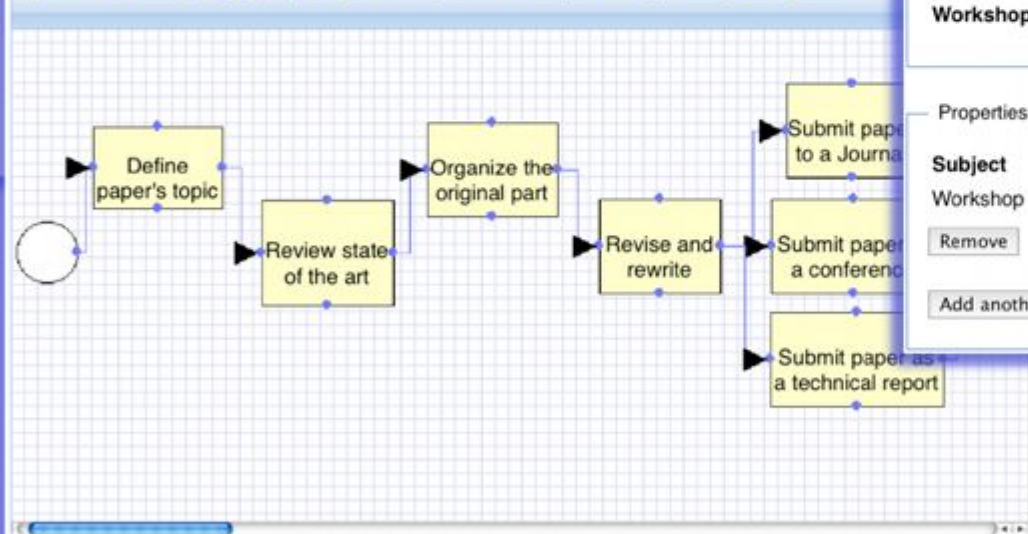 Workshop
Properties
Subject
Workshop
Remove
Add anoth
Define
paper's topic
Review state
of the art
Organize the
original part
Revise and
rewrite
Submit pape
to a Journa
Submit paper
a conferenc
Submit paper as
a technical report